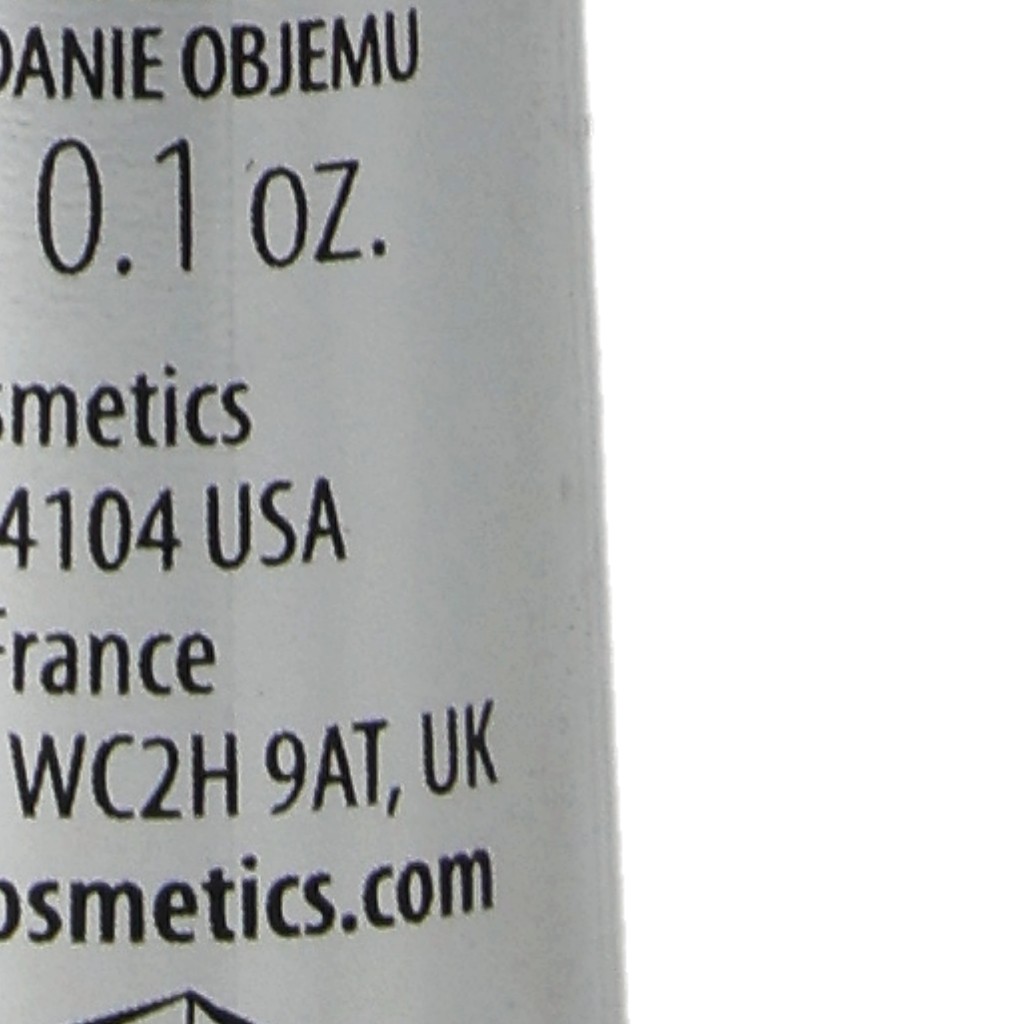 DANIE OBJEMU
0.1 OZ.
smetics
4104 USA
France
WC2H 9AT, UK
osmetics.com